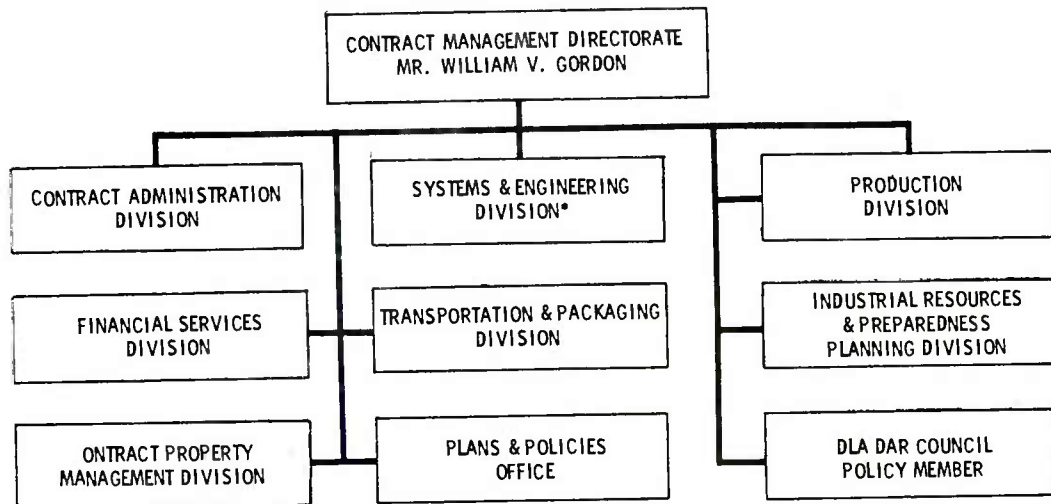 CONTRACT MANAGEMENT DIRECTORATE
MR. WILLIAM V. GORDON
CONTRACT ADMINISTRATION
DIVISION
SYSTEMS & ENGINEERING
DIVISION*
PRODUCTION
DIVISION
FINANCIAL SERVICES
DIVISION
TRANSPORTATION & PACKAGING
DIVISION
INDUSTRIAL RESOURCES
& PREPAREDNESS
PLANNING DIVISION
ONTRACT PROPERTY
MANAGEMENT DIVISION
PLANS & POLICIES
OFFICE
DLA DAR COUNCIL
POLICY MEMBER